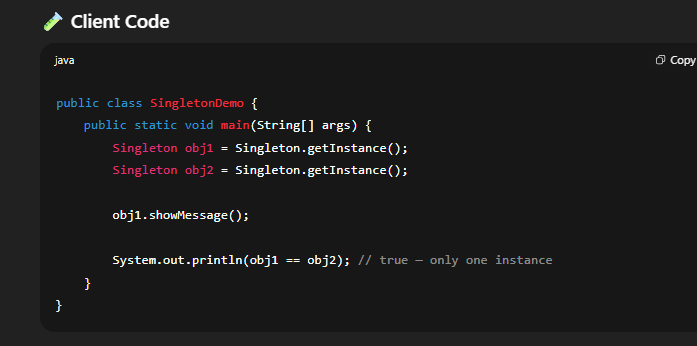 🧪 Client Code
java
Copy
public class SingletonDemo {
    public static void main(String[] args) {
        Singleton obj1 = Singleton.getInstance();
        Singleton obj2 = Singleton.getInstance();
        obj1.showMessage();
        System.out.println(obj1 == obj2); // true — only one instance
    }
}